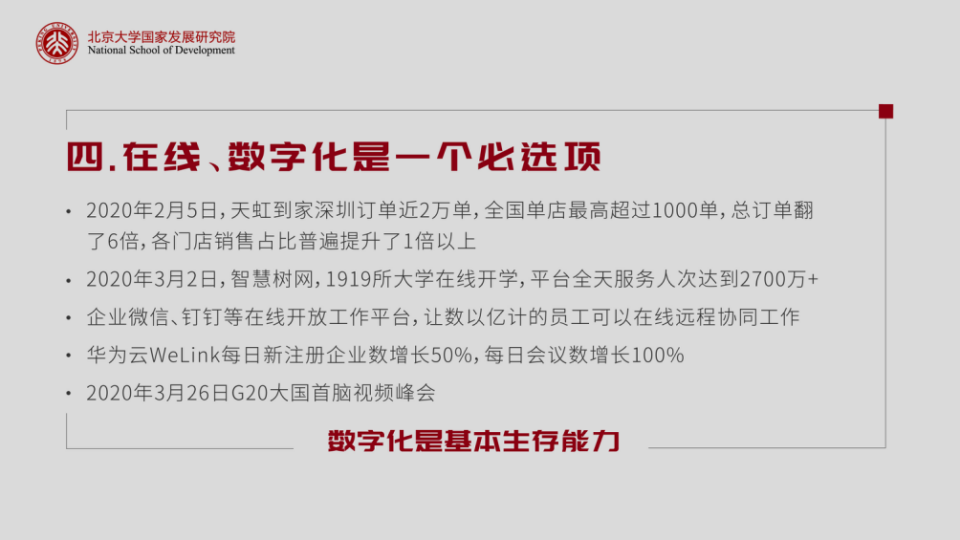 北京大学国家发展研究院
National School of Development
四.在线、数字化是一个必选项
• 2020年2月5日，天虹到家深圳订单近2万单，全国单店最高超过1000单，总订单翻
了6倍，各门店销售占比普遍提升了1倍以上
• 2020年3月2日，智慧树网，1919所大学在线开学，平台全天服务人次达到2700万+
• 企业微信、钉钉等在线开放工作平台，让数以亿计的员工可以在线远程协同工作
• 华为云WeLink每日新注册企业数增长50%，每日会议数增长100%
• 2020年3月26日G20大国首脑视频峰会
数字化是基本生存能力